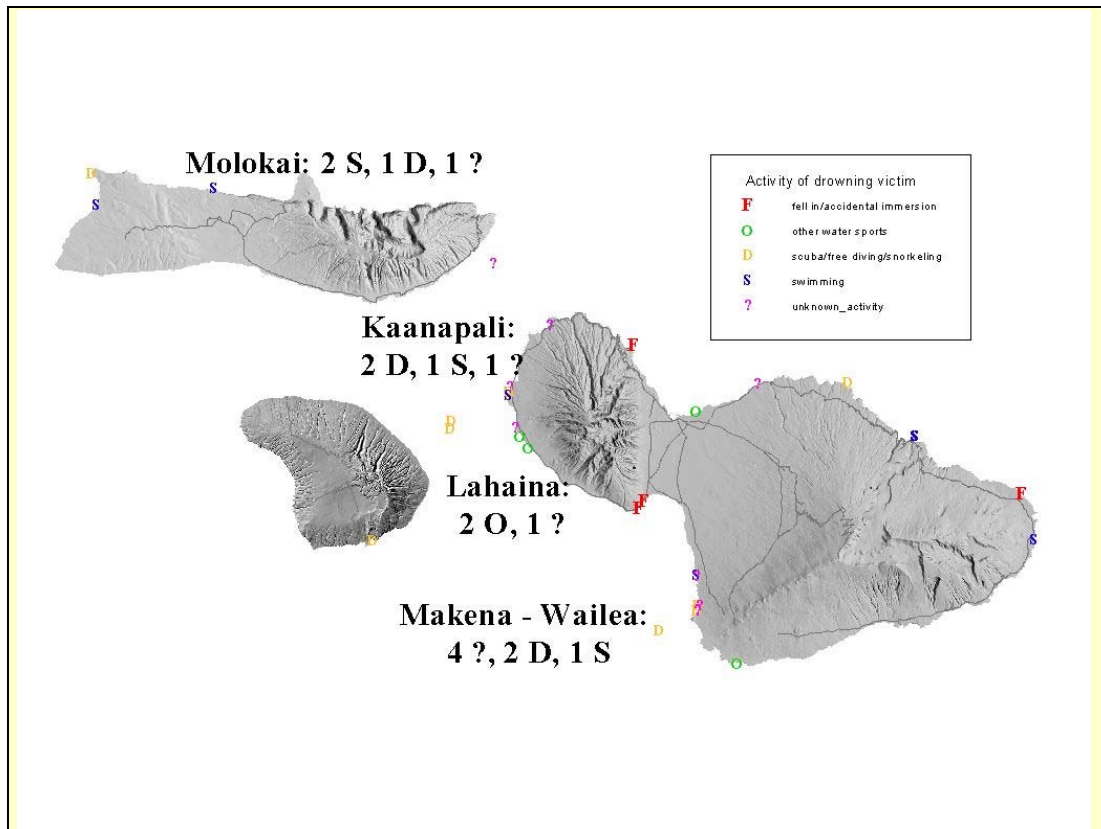 Molokai: 2 S, 1 D, 1 ?
D
S
S
?
Activity of drowning victim
F fell in/accidental immersion
O other water sports
D scuba/free diving/snorkeling
S swimming
? unknown_activity
Kaanapali:
2 D, 1 S, 1 ?
?
F
?
S
D
D
?
O
O
O
?
D
S
F
S
Lahaina:
2 O, 1 ?
F
F
D
S
Makena - Wailea:
4 ?, 2 D, 1 S
?
?
D
O